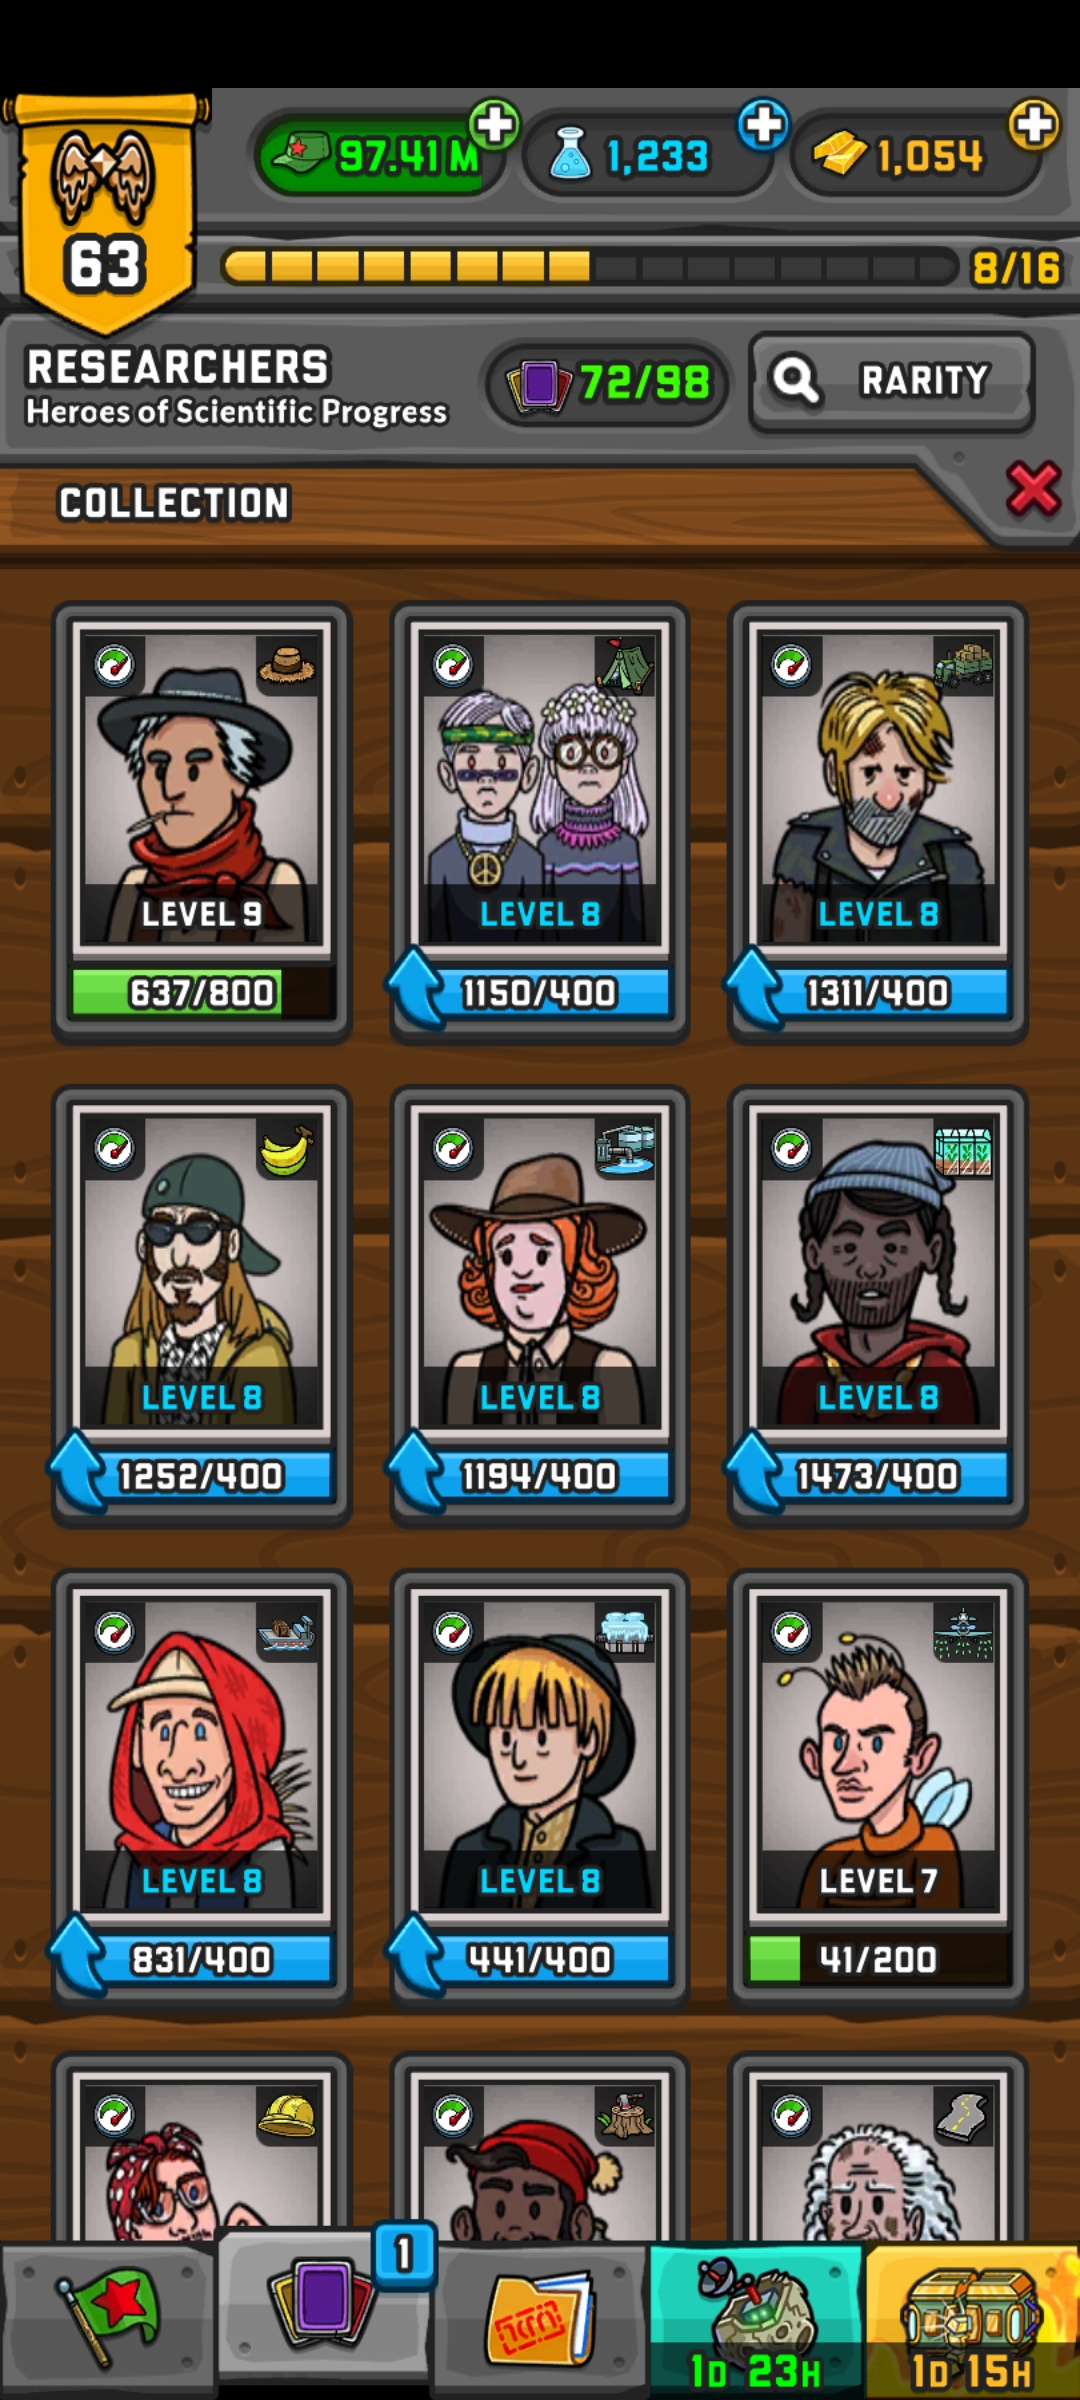 97.41 M
1,233
1,054
63
8/16
RESEARCHERS
Heroes of Scientific Progress
72/98
RARITY
COLLECTION
LEVEL 9
LEVEL 8
LEVEL 8
637/800
1150/400
1311/400
LEVEL 8
LEVEL 8
LEVEL 8
1252/400
1194/400
1473/400
LEVEL 8
LEVEL 8
LEVEL 7
831/400
441/400
41/200
1
1D 23H
1D 15H